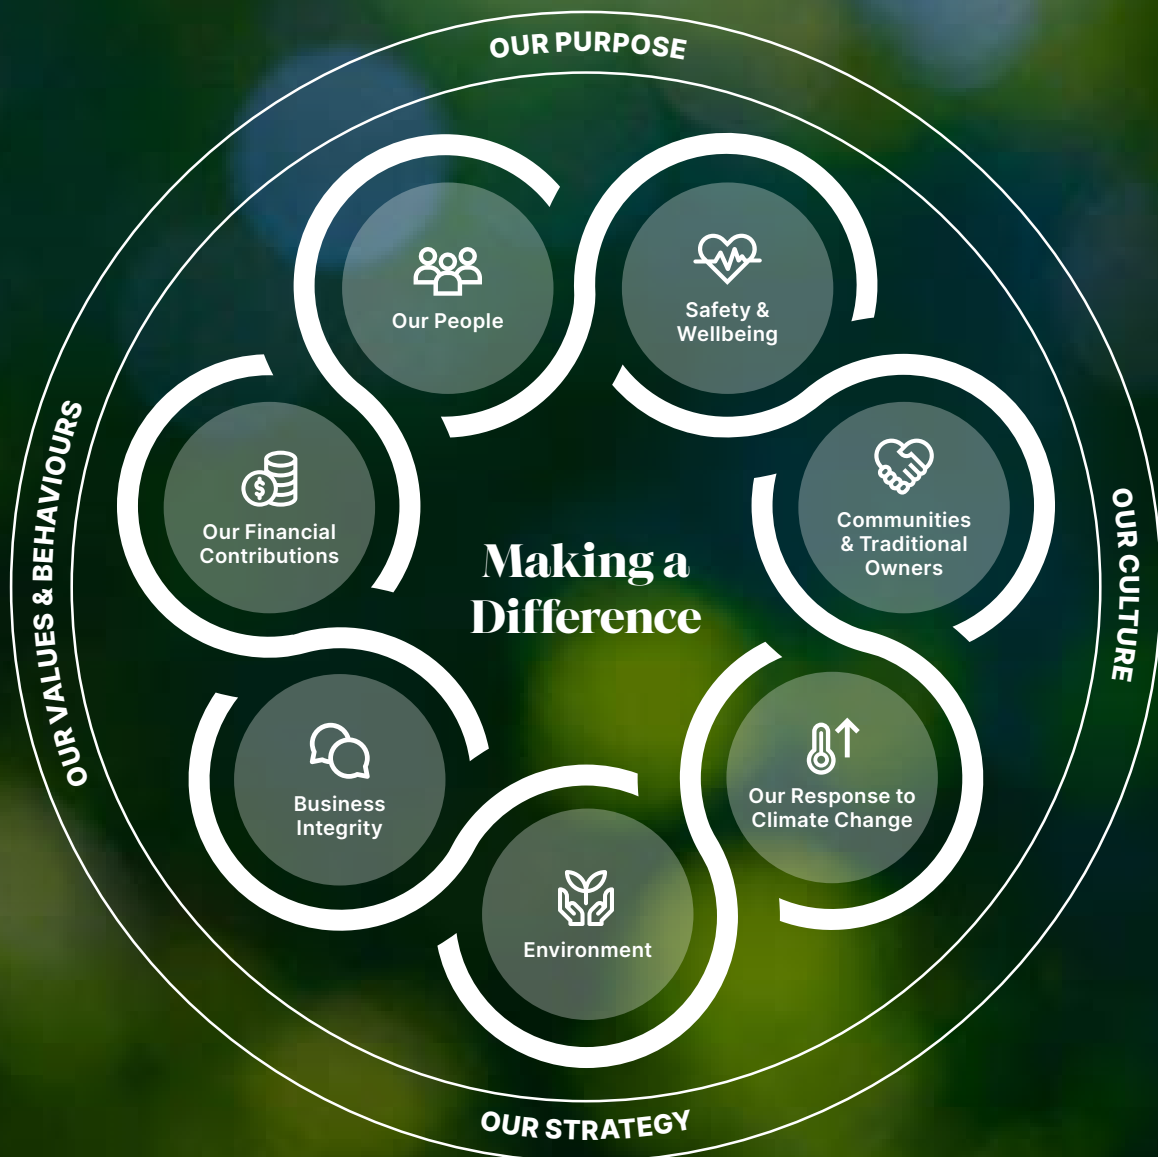 OUR PURPOSE
Our People
Safety &
Wellbeing
OUR VALUES & BEHAVIOURS
Our Financial
Contributions
Communities
& Traditional
Owners
OUR CULTURE
Making a
Difference
Business
Integrity
Our Response to
Climate Change
Environment
OUR STRATEGY